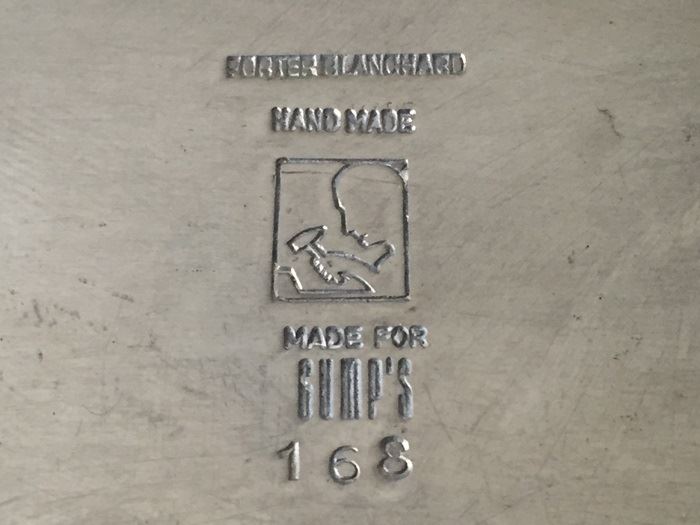 PORTER BLANCHARD
HAND MADE
MADE FOR
GUMP'S
168